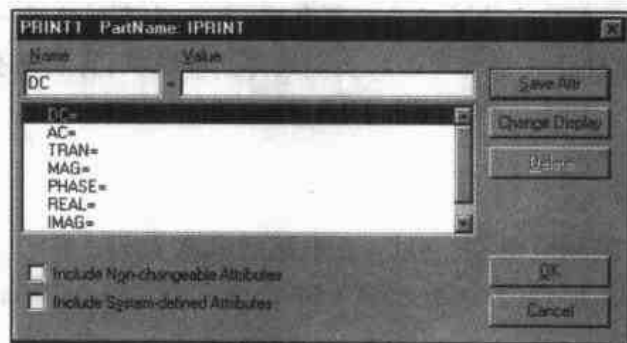 PRINT1 PartName: IPRINT
Name Value
DC = Save Attr
DC=
AC=
TRAN=
MAG=
PHASE=
REAL=
IMAG=
Change Display
Delete
Include Non-changeable Attributes
Include System-defined Attributes
OK
Cancel